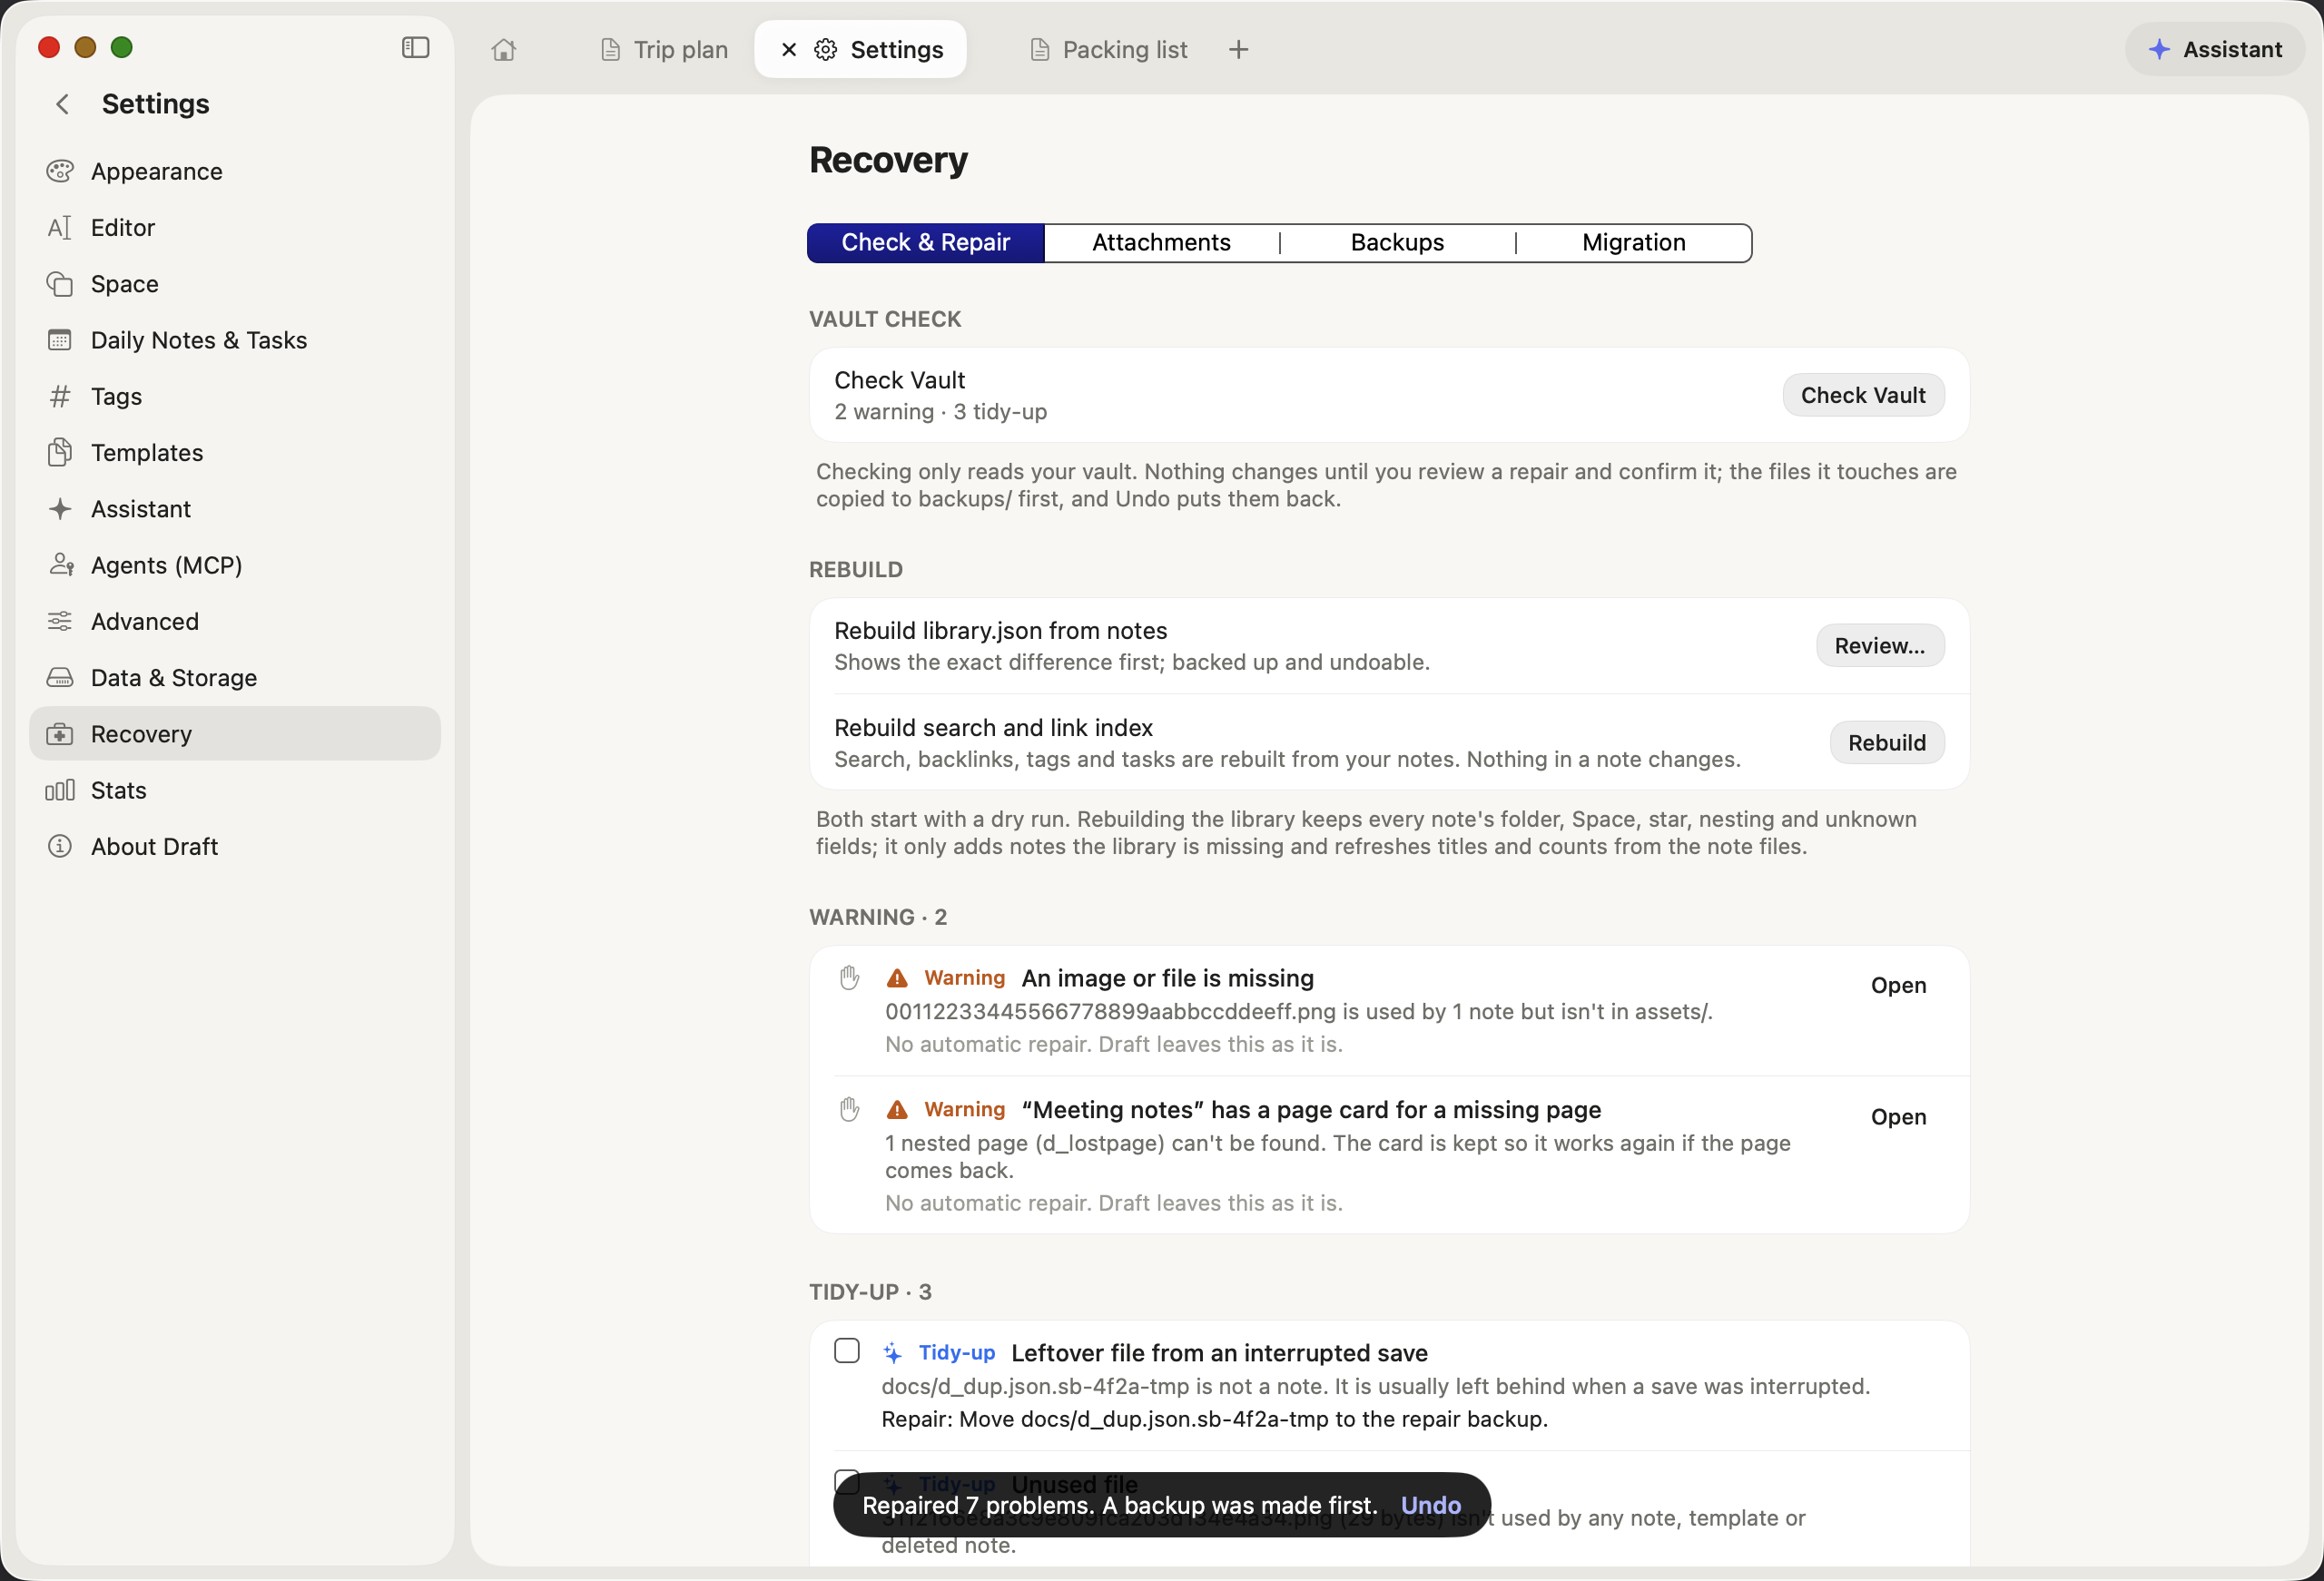 Trip plan
Settings
Packing list
Assistant
Settings
Appearance
Editor
Space
Daily Notes & Tasks
Tags
Templates
Assistant
Agents (MCP)
Advanced
Data & Storage
Recovery
Stats
About Draft
Recovery
Check & Repair
Attachments
Backups
Migration
VAULT CHECK
Check Vault
2 warning · 3 tidy-up
Check Vault
Checking only reads your vault. Nothing changes until you review a repair and confirm it; the files it touches are
copied to backups/ first, and Undo puts them back.
REBUILD
Rebuild library.json from notes
Shows the exact difference first; backed up and undoable.
Review...
Rebuild search and link index
Search, backlinks, tags and tasks are rebuilt from your notes. Nothing in a note changes.
Rebuild
Both start with a dry run. Rebuilding the library keeps every note's folder, Space, star, nesting and unknown
fields; it only adds notes the library is missing and refreshes titles and counts from the note files.
WARNING · 2
Warning An image or file is missing
Open
00112233445566778899aabbccddeeff.png is used by 1 note but isn't in assets/.
No automatic repair. Draft leaves this as it is.
Warning “Meeting notes” has a page card for a missing page
Open
1 nested page (d_lostpage) can't be found. The card is kept so it works again if the page
comes back.
No automatic repair. Draft leaves this as it is.
TIDY-UP · 3
Tidy-up Leftover file from an interrupted save
docs/d_dup.json.sb-4f2a-tmp is not a note. It is usually left behind when a save was interrupted.
Repair: Move docs/d_dup.json.sb-4f2a-tmp to the repair backup.
Tidy-up Unused file
Repaired 7 problems. A backup was made first. Undo
(29 bytes) isn't used by any note, template or
deleted note.